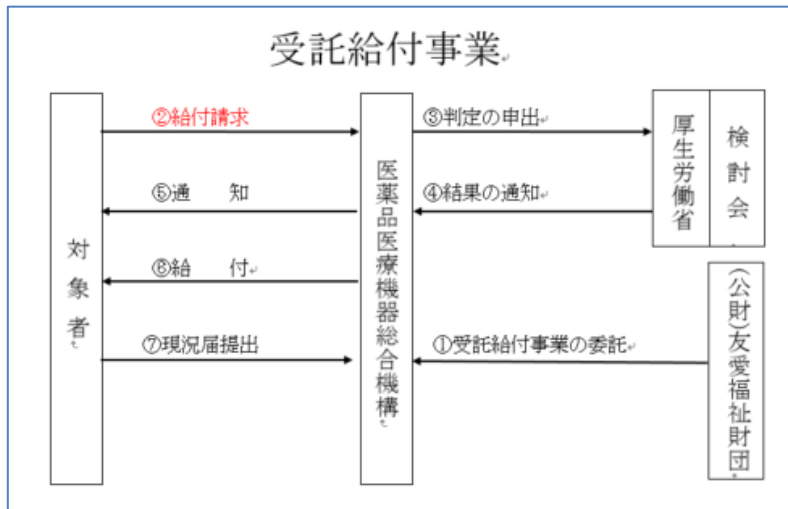 受託給付事業
②給付請求
③判定の申出
⑤通　　知
④結果の通知
⑥給　　付
⑦現況届提出
①受託給付事業の委託
対象者
医薬品医療機器総合機構
厚生労働省
検討会
(公財)友愛福祉財団